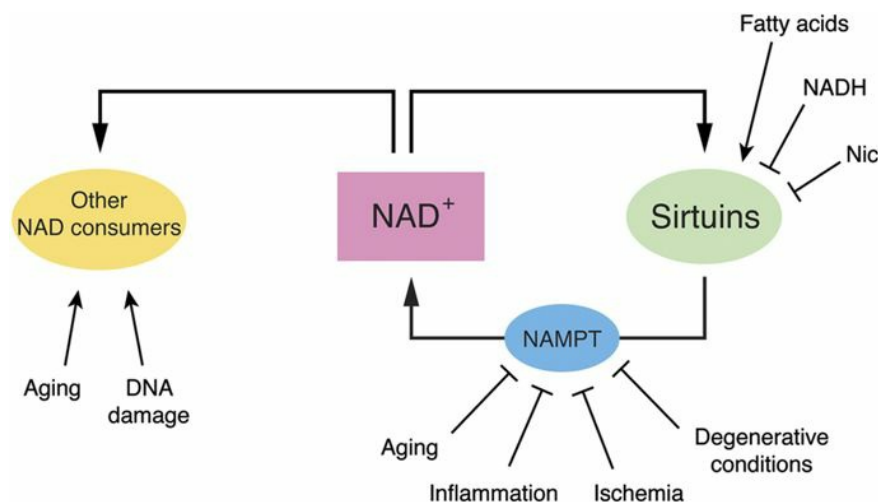 Fatty acids
NADH
Nic
Other
NAD consumers
NAD⁺
Sirtuins
NAMPT
Aging
DNA
damage
Aging
Inflammation
Ischemia
Degenerative
conditions